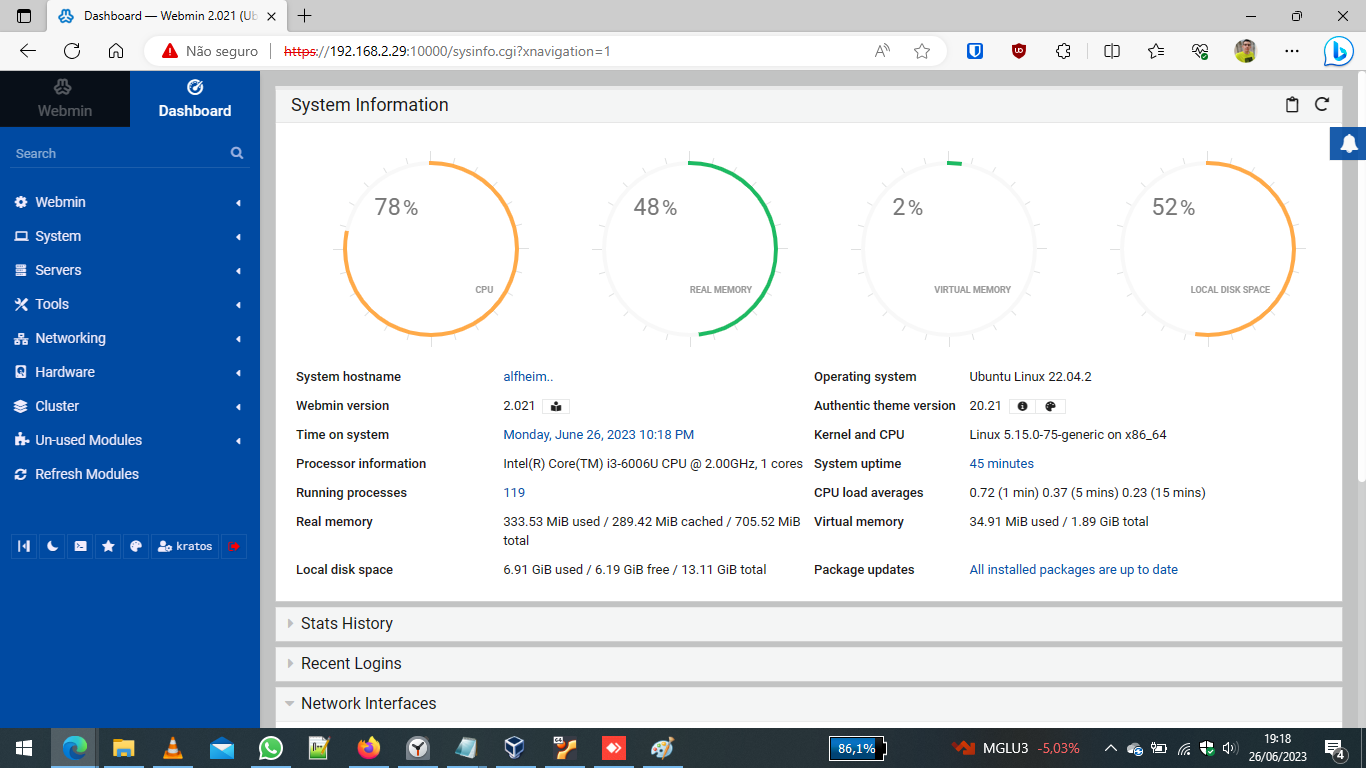 Dashboard — Webmin 2.021 (Ub
Não seguro
https://192.168.2.29:10000/sysinfo.cgi?xnavigation=1
Webmin
Dashboard
Search
Webmin
System
Servers
Tools
Networking
Hardware
Cluster
Un-used Modules
Refresh Modules
kratos
System Information
78%
CPU
48%
REAL MEMORY
2%
VIRTUAL MEMORY
52%
LOCAL DISK SPACE
System hostname alfheim.. Operating system Ubuntu Linux 22.04.2
Webmin version 2.021 Authentic theme version 20.21
Time on system Monday, June 26, 2023 10:18 PM Kernel and CPU Linux 5.15.0-75-generic on x86_64
Processor information Intel(R) Core(TM) i3-6006U CPU @ 2.00GHz, 1 cores System uptime 45 minutes
Running processes 119 CPU load averages 0.72 (1 min) 0.37 (5 mins) 0.23 (15 mins)
Real memory 333.53 MiB used / 289.42 MiB cached / 705.52 MiB total Virtual memory 34.91 MiB used / 1.89 GiB total
Local disk space 6.91 GiB used / 6.19 GiB free / 13.11 GiB total Package updates All installed packages are up to date
Stats History
Recent Logins
Network Interfaces
86,1%
MGLU3 -5,03%
19:18
26/06/2023
4